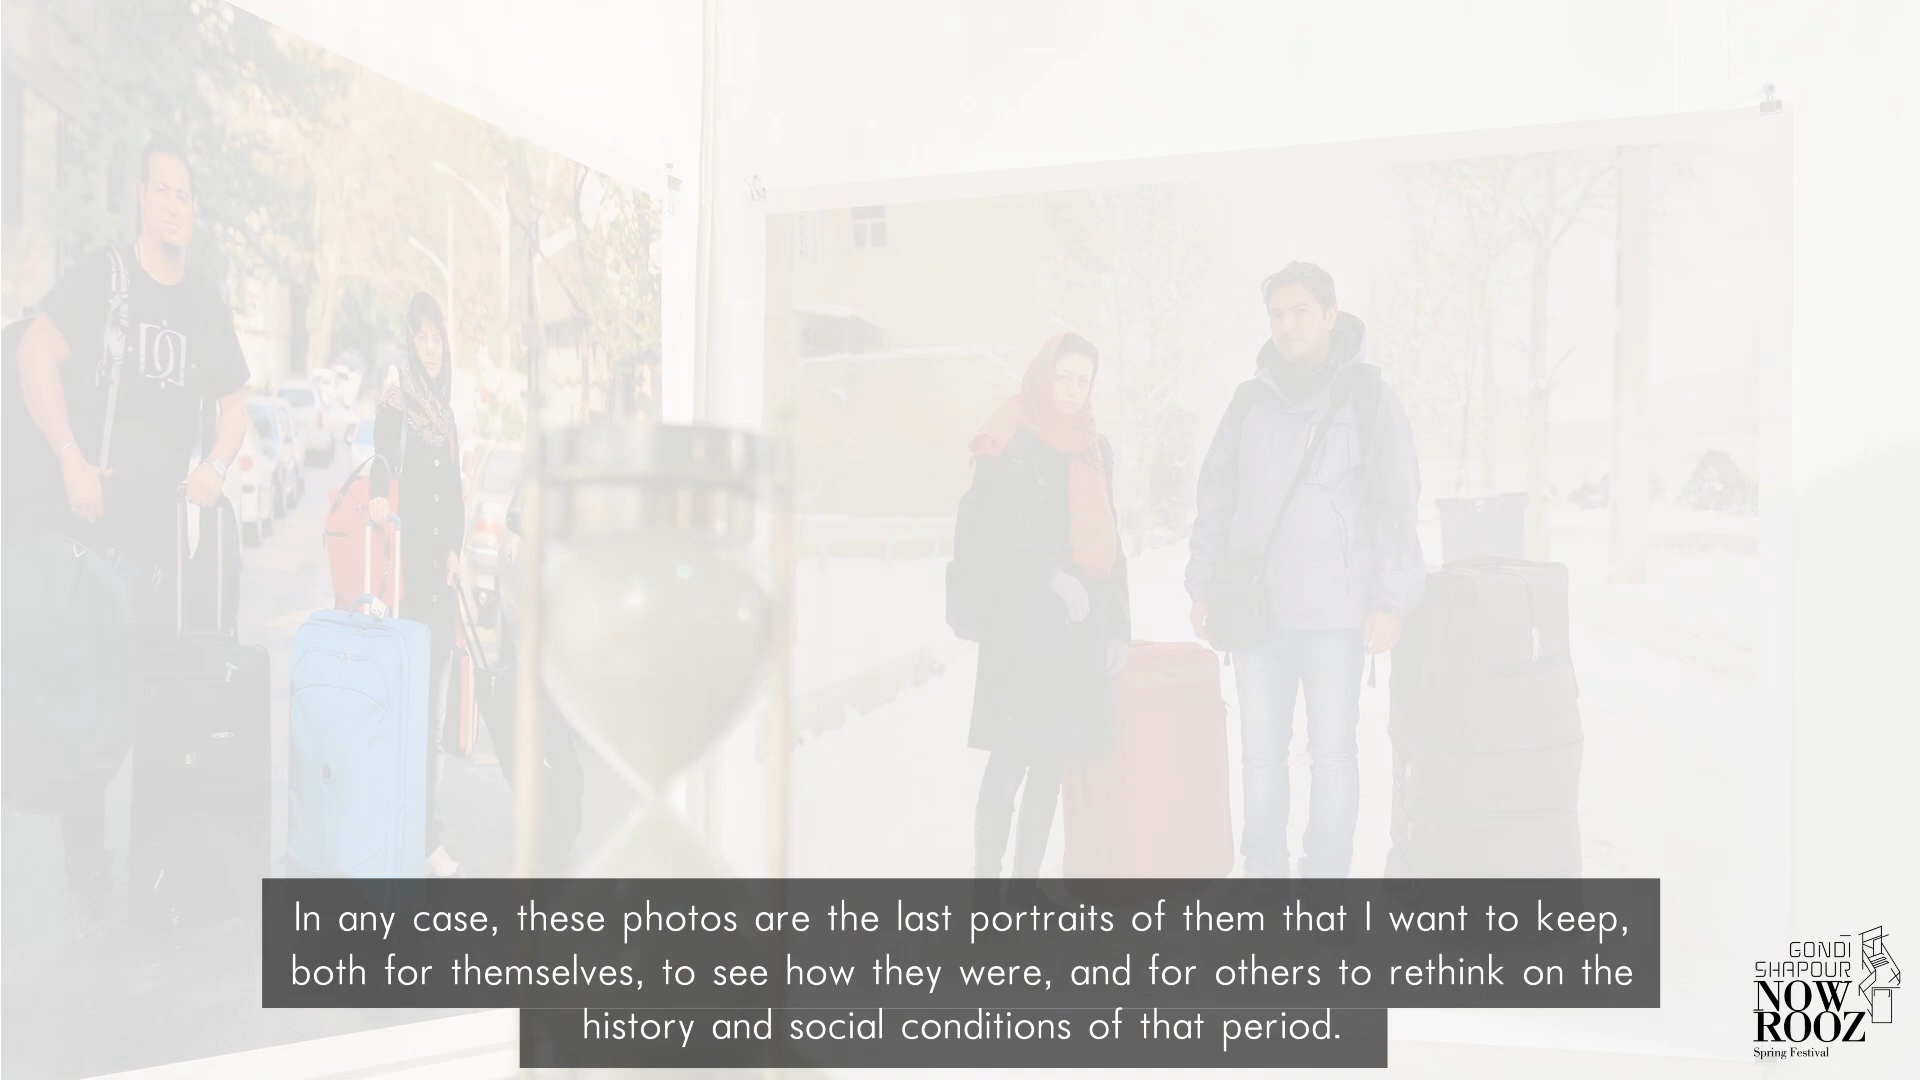 In any case, these photos are the last portraits of them that I want to keep,
both for themselves, to see how they were, and for others to rethink on the
history and social conditions of that period.
GONDI
SHAPOUR
NOW
ROOZ
Spring Festival